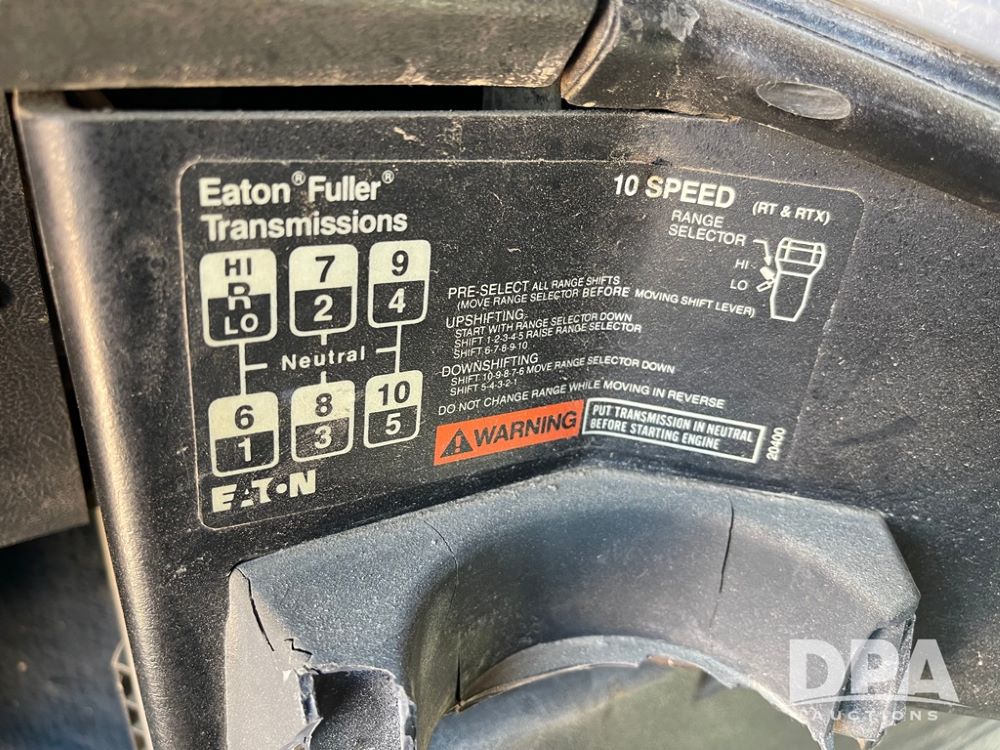 Eaton® Fuller®
Transmissions
10 SPEED (RT & RTX)
RANGE
SELECTOR
HI
LO
HI
R
LO
7
2
9
4
Neutral
6
1
8
3
10
5
EATON
PRE-SELECT ALL RANGE SHIFTS
(MOVE RANGE SELECTOR BEFORE MOVING SHIFT LEVER)
UPSHIFTING
START WITH RANGE SELECTOR DOWN
SHIFT 1-2-3-4-5 RAISE RANGE SELECTOR
SHIFT 6-7-8-9-10
DOWNSHIFTING
SHIFT 10-9-8-7-6 MOVE RANGE SELECTOR DOWN
SHIFT 5-4-3-2-1
DO NOT CHANGE RANGE WHILE MOVING IN REVERSE
WARNING
PUT TRANSMISSION IN NEUTRAL
BEFORE STARTING ENGINE
20400
DPA
AUCTIONS